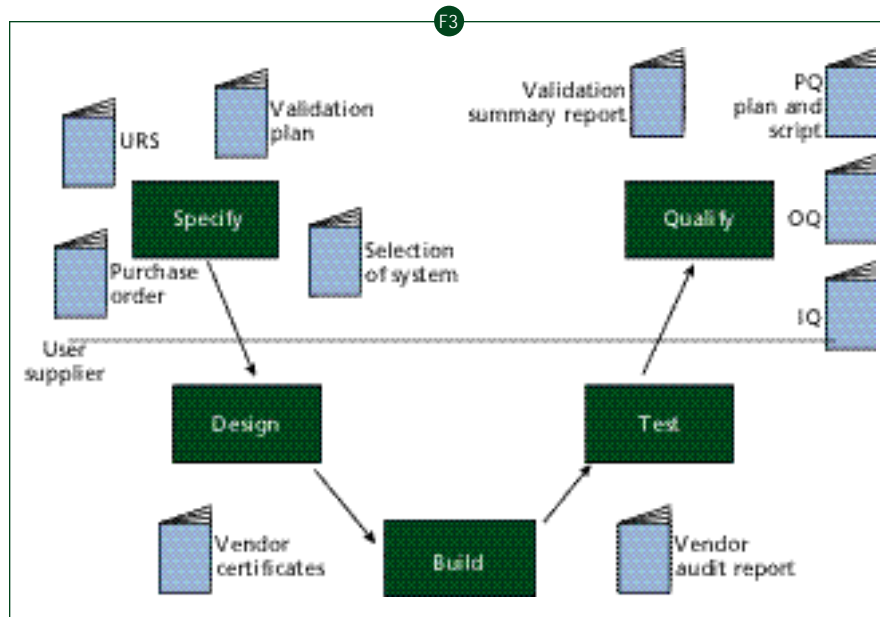 F3
URS
Validation
plan
Validation
summary report
PQ
plan and
script
Specify
Qualify
OQ
Purchase
order
Selection
of system
IQ
User
supplier
Design
Test
Vendor
certificates
Build
Vendor
audit report